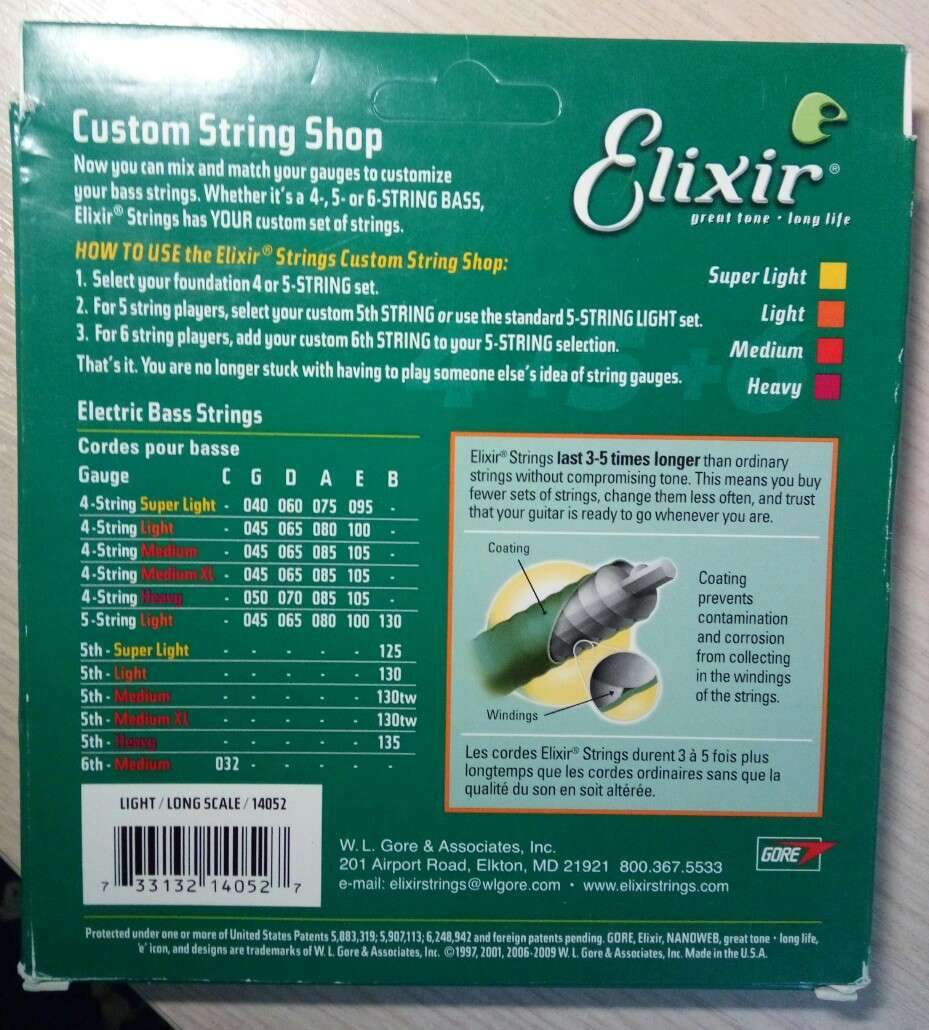 Custom String Shop
Now you can mix and match your gauges to customize
your bass strings. Whether it's a 4-, 5- or 6-STRING BASS,
Elixir® Strings has YOUR custom set of strings.
Elixir®
great tone • long life
HOW TO USE the Elixir® Strings Custom String Shop:
1. Select your foundation 4 or 5-STRING set.
2. For 5 string players, select your custom 5th STRING or use the standard 5-STRING LIGHT set.
3. For 6 string players, add your custom 6th STRING to your 5-STRING selection.
That's it. You are no longer stuck with having to play someone else's idea of string gauges.
Super Light
Light
Medium
Heavy
4+5+6
Electric Bass Strings
Cordes pour basse
Gauge C G D A E B
4-String Super Light - 040 060 075 095 -
4-String Light - 045 065 080 100 -
4-String Medium - 045 065 085 105 -
4-String Medium XL - 045 065 085 105 -
4-String Heavy - 050 070 085 105 -
5-String Light - 045 065 080 100 130
5th - Super Light - - - - - 125
5th - Light - - - - - 130
5th - Medium - - - - - 130tw
5th - Medium XL - - - - - 130tw
5th - Heavy - - - - - 135
6th - Medium 032 - - - - -
Elixir® Strings last 3-5 times longer than ordinary
strings without compromising tone. This means you buy
fewer sets of strings, change them less often, and trust
that your guitar is ready to go whenever you are.
Coating
Windings
Coating
prevents
contamination
and corrosion
from collecting
in the windings
of the strings.
Les cordes Elixir® Strings durent 3 à 5 fois plus
longtemps que les cordes ordinaires sans que la
qualité du son en soit altérée.
LIGHT / LONG SCALE / 14052
7 33132 14052 7
W. L. Gore & Associates, Inc.
201 Airport Road, Elkton, MD 21921 800.367.5533
e-mail: elixirstrings@wlgore.com • www.elixirstrings.com
GORE
Protected under one or more of United States Patents 5,883,319; 5,907,113; 6,248,942 and foreign patents pending. GORE, Elixir, NANOWEB, great tone • long life,
'e' icon, and designs are trademarks of W. L. Gore & Associates, Inc. ©1997, 2001, 2006-2009 W. L. Gore & Associates, Inc. Made in the U.S.A.